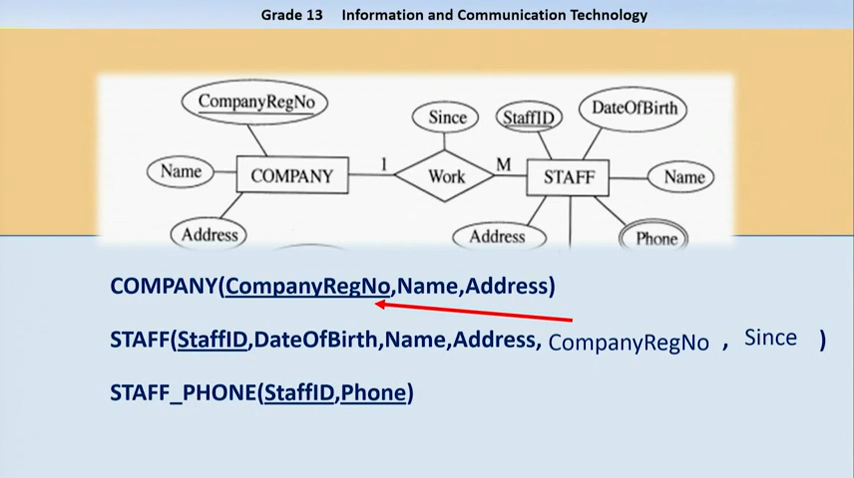 Grade 13 Information and Communication Technology
CompanyRegNo
Since
StaffID
DateOfBirth
Name
COMPANY
1
Work
M
STAFF
Name
Address
Address
Phone
COMPANY(CompanyRegNo,Name,Address)
STAFF(StaffID,DateOfBirth,Name,Address, CompanyRegNo , Since )
STAFF_PHONE(StaffID,Phone)